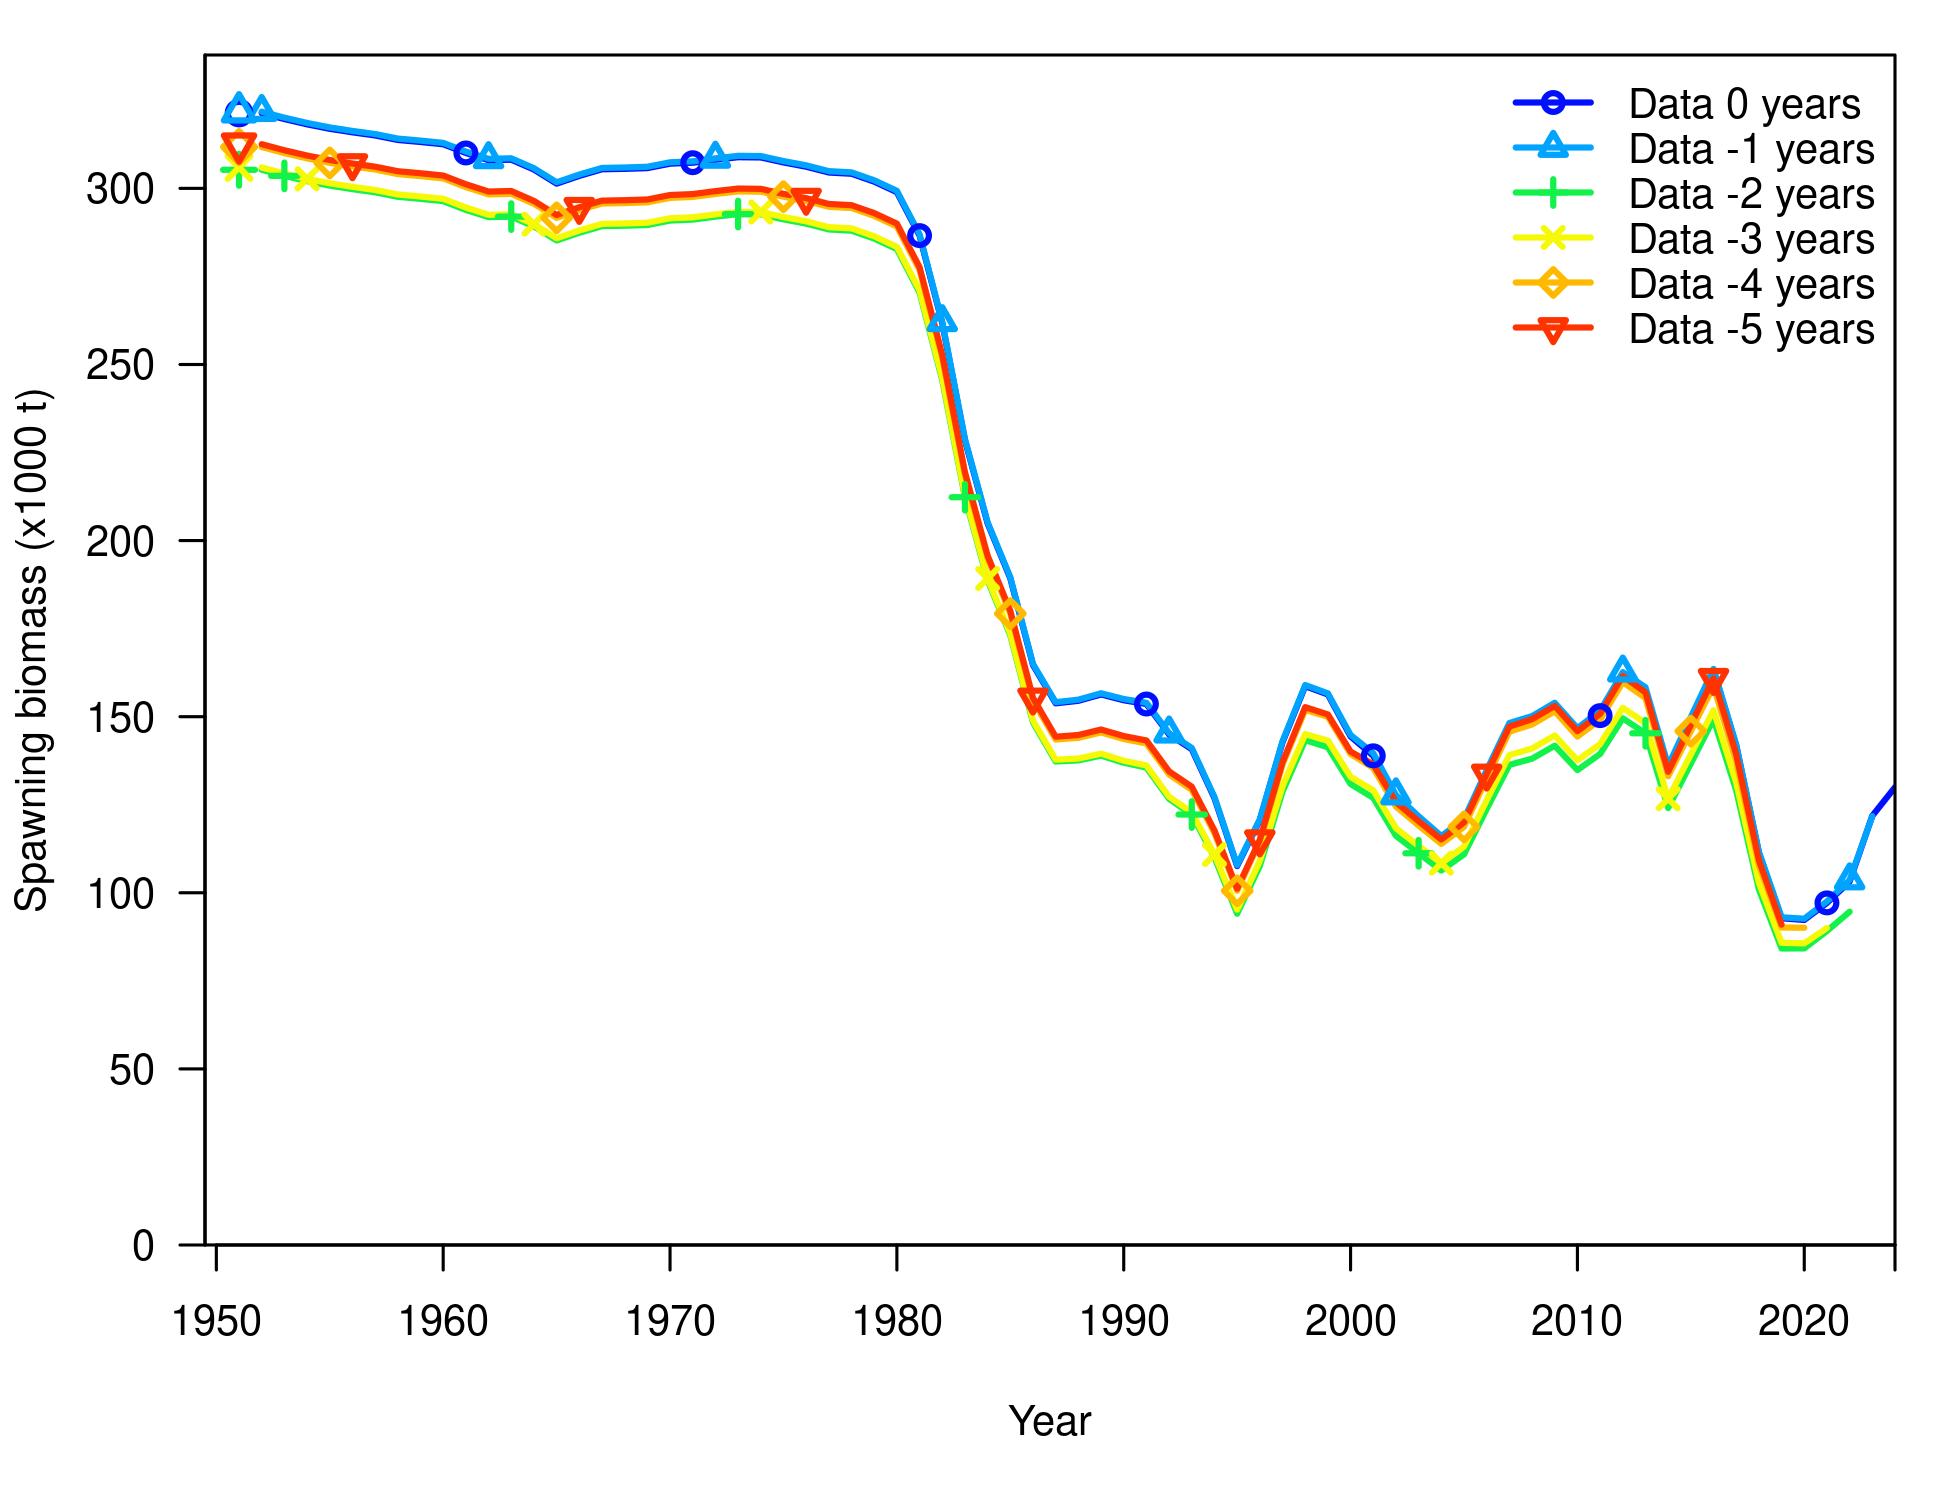 Data 0 years
Data -1 years
Data -2 years
Data -3 years
Data -4 years
Data -5 years
300
250
200
150
100
50
0
Spawning biomass (x1000 t)
1950 1960 1970 1980 1990 2000 2010 2020
Year